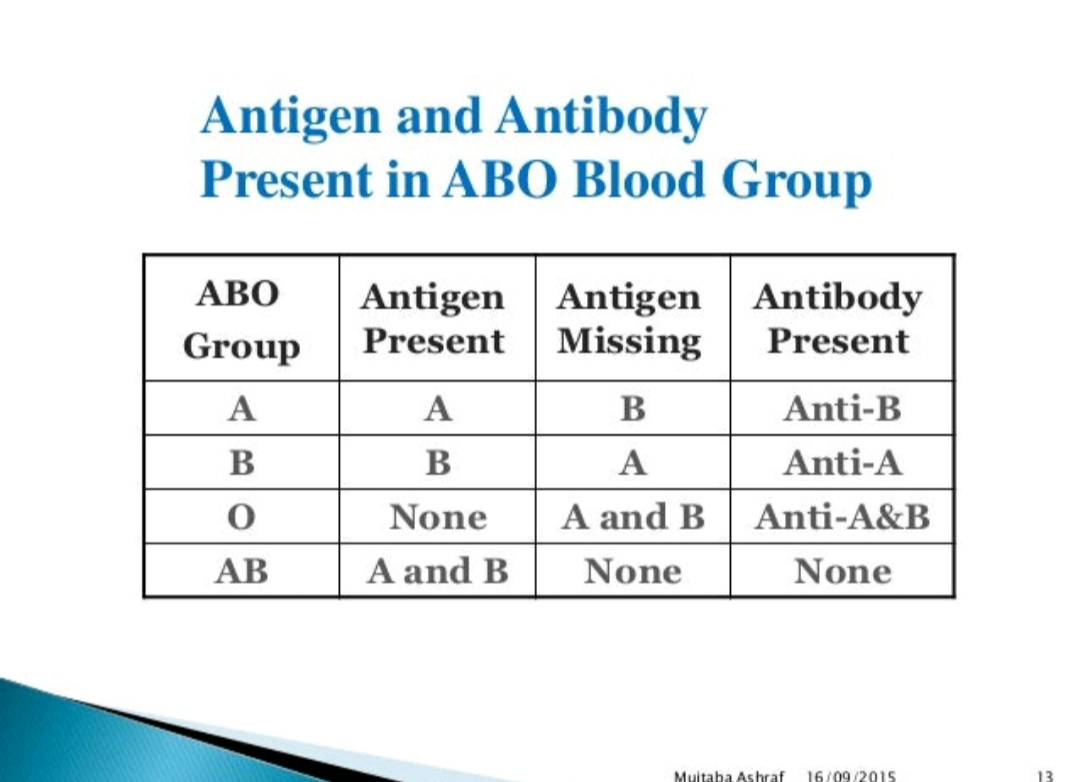 Antigen and Antibody
Present in ABO Blood Group
ABO Group | Antigen Present | Antigen Missing | Antibody Present
A | A | B | Anti-B
B | B | A | Anti-A
O | None | A and B | Anti-A&B
AB | A and B | None | None
Mujtaba Ashraf 16/09/2015 13